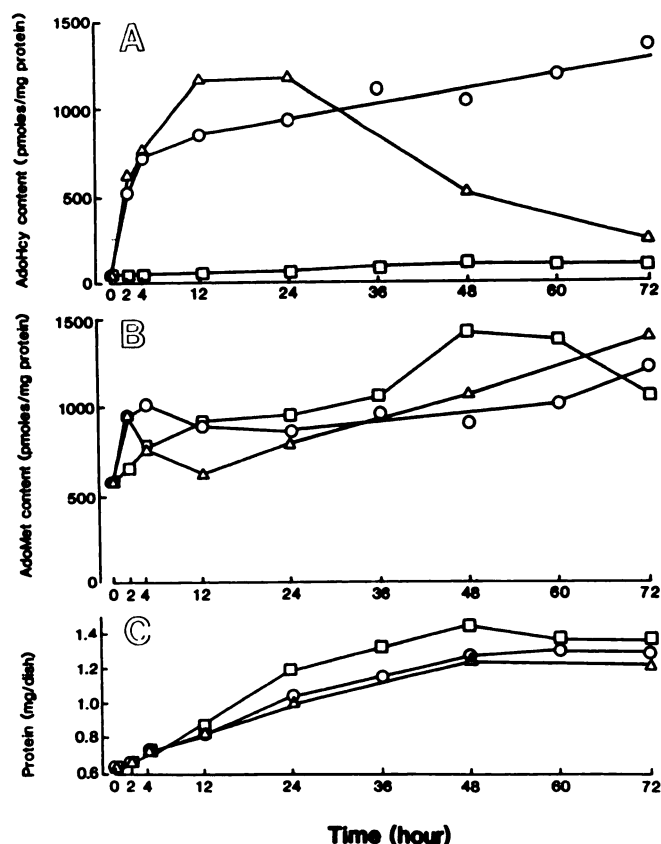 A
AdoHcy content (pmoles/mg protein)
1500
1000
500
0
0 2 4 12 24 36 48 60 72
B
AdoMet content (pmoles/mg protein)
1500
1000
500
0
0 2 4 12 24 36 48 60 72
C
Protein (mg/dish)
1.4
1.2
1.0
0.8
0.6
0 2 4 12 24 36 48 60 72
Time (hour)